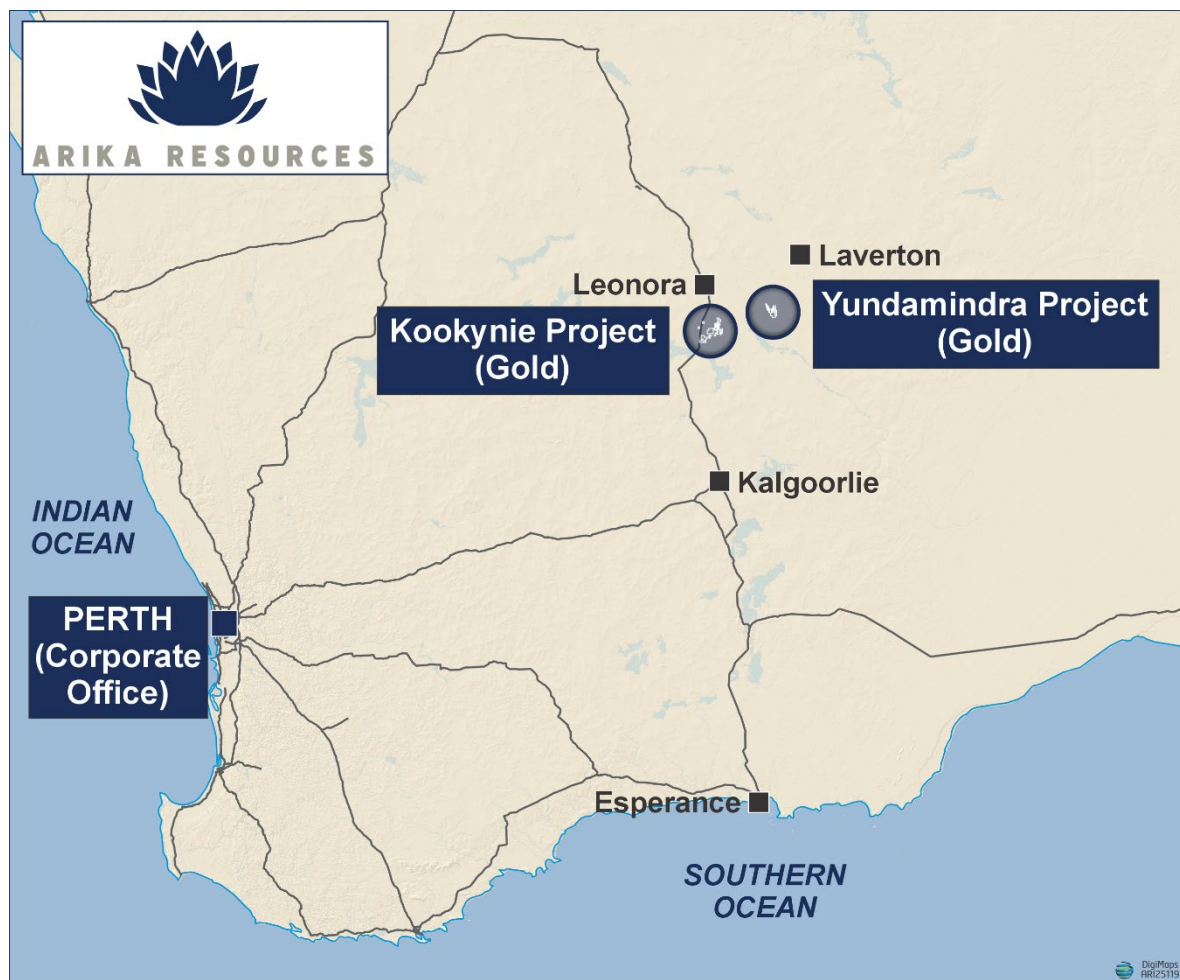 ARIKA RESOURCES
Laverton
Leonora
Yundamindra Project
(Gold)
Kookynie Project
(Gold)
Kalgoorlie
INDIAN
OCEAN
PERTH
(Corporate
Office)
Esperance
SOUTHERN
OCEAN
DigiMaps
ARI25119